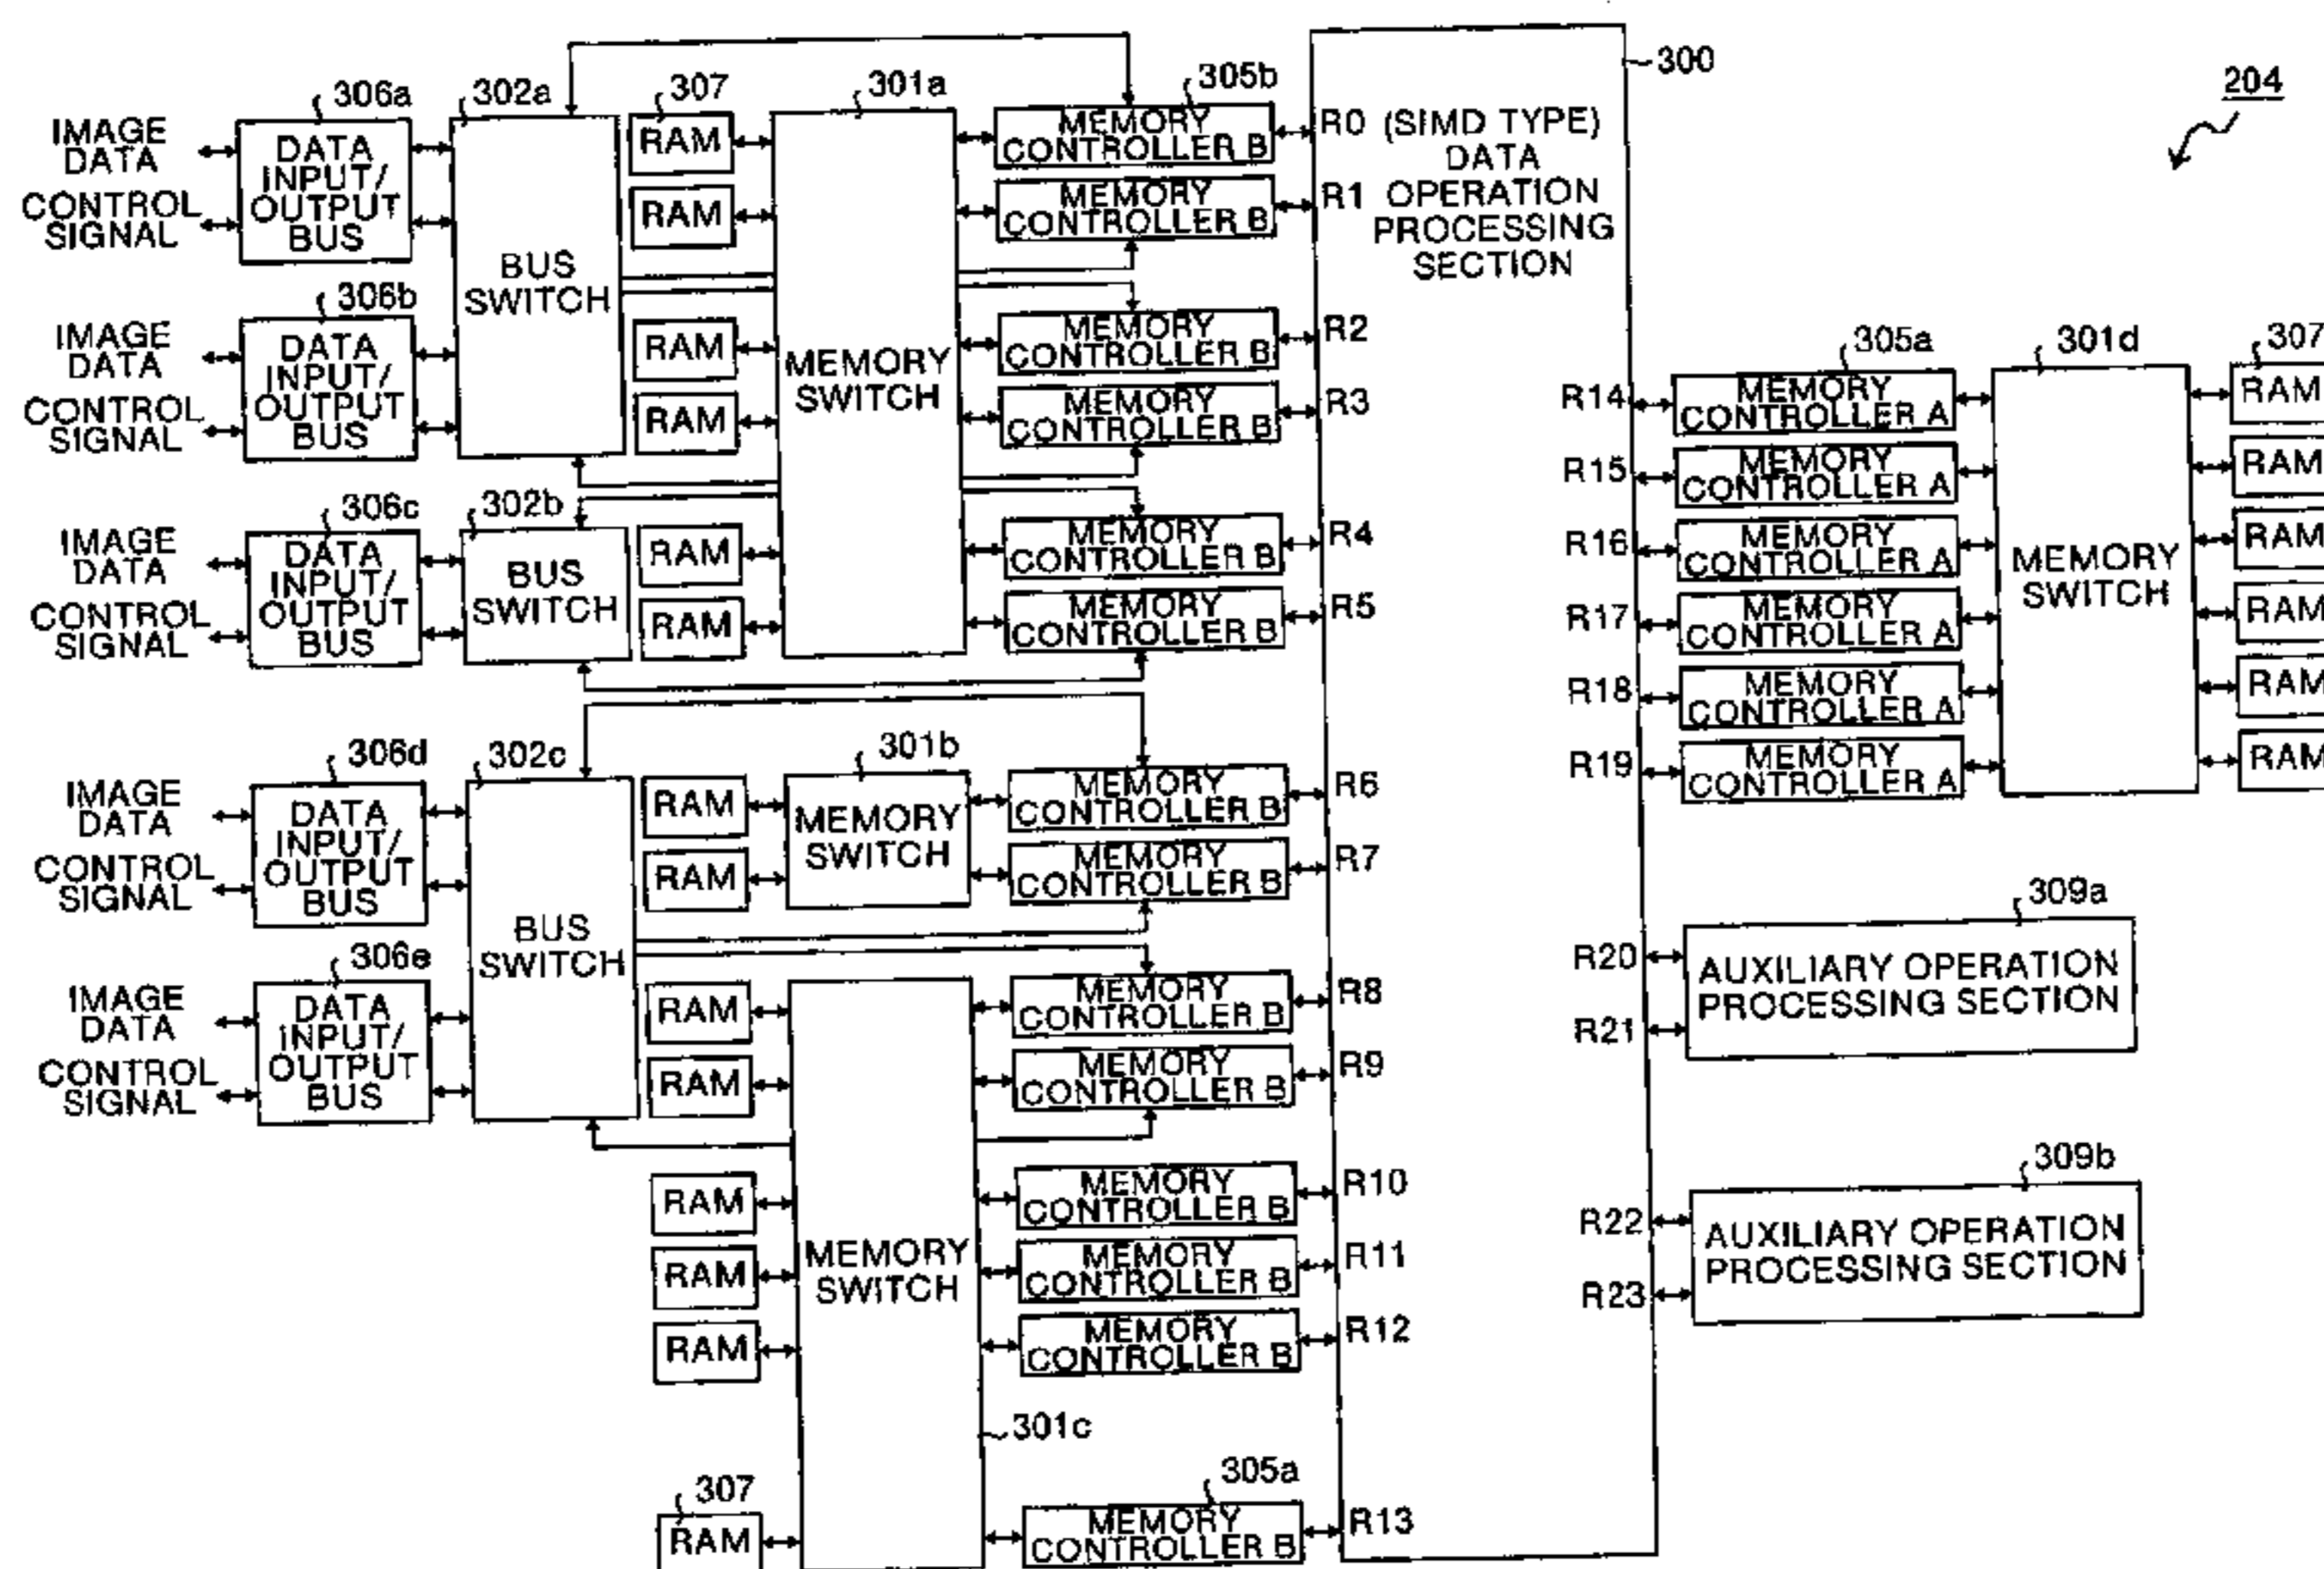 306a
302a
307
301a
305b
300
204
IMAGE
DATA
CONTROL
SIGNAL
DATA
INPUT/
OUTPUT
BUS
BUS
SWITCH
RAM
RAM
MEMORY
CONTROLLER B
MEMORY
CONTROLLER B
R0 (SIMD TYPE)
DATA
R1 OPERATION
PROCESSING
SECTION
306b
IMAGE
DATA
CONTROL
SIGNAL
DATA
INPUT/
OUTPUT
BUS
RAM
RAM
MEMORY
SWITCH
MEMORY
CONTROLLER B
MEMORY
CONTROLLER B
R2
R3
306c
302b
IMAGE
DATA
CONTROL
SIGNAL
DATA
INPUT/
OUTPUT
BUS
BUS
SWITCH
RAM
RAM
MEMORY
CONTROLLER B
MEMORY
CONTROLLER B
R4
R5
305a
301d
307
R14
MEMORY
CONTROLLER A
RAM
R15
MEMORY
CONTROLLER A
RAM
R16
MEMORY
CONTROLLER A
MEMORY
SWITCH
RAM
R17
MEMORY
CONTROLLER A
RAM
R18
MEMORY
CONTROLLER A
RAM
R19
MEMORY
CONTROLLER A
RAM
306d
302c
301b
IMAGE
DATA
CONTROL
SIGNAL
DATA
INPUT/
OUTPUT
BUS
BUS
SWITCH
RAM
RAM
MEMORY
SWITCH
MEMORY
CONTROLLER B
MEMORY
CONTROLLER B
R6
R7
306e
IMAGE
DATA
CONTROL
SIGNAL
DATA
INPUT/
OUTPUT
BUS
RAM
RAM
MEMORY
CONTROLLER B
MEMORY
CONTROLLER B
R8
R9
309a
R20
R21
AUXILIARY OPERATION
PROCESSING SECTION
RAM
RAM
RAM
MEMORY
SWITCH
MEMORY
CONTROLLER B
MEMORY
CONTROLLER B
MEMORY
CONTROLLER B
R10
R11
R12
309b
R22
R23
AUXILIARY OPERATION
PROCESSING SECTION
301c
307
RAM
305a
MEMORY
CONTROLLER B
R13